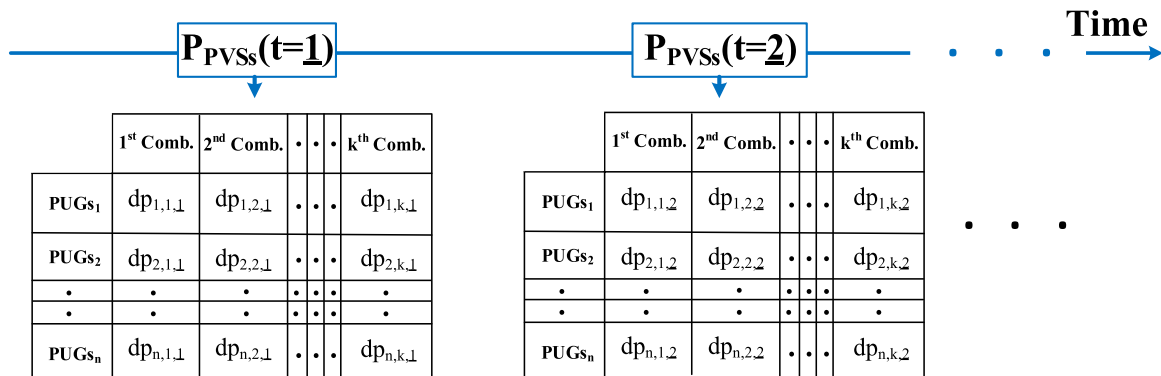 Time
P_PVSs(t=1) P_PVSs(t=2) . . .
1st Comb. 2nd Comb. . . . kth Comb. 1st Comb. 2nd Comb. . . . kth Comb.
PUGs1 dp1,1,1 dp1,2,1 . . . dp1,k,1 PUGs1 dp1,1,2 dp1,2,2 . . . dp1,k,2 . . .
PUGs2 dp2,1,1 dp2,2,1 . . . dp2,k,1 PUGs2 dp2,1,2 dp2,2,2 . . . dp2,k,2
. . . . . . . . . . . . . .
. . . . . . . . . . . . . .
PUGsn dpn,1,1 dpn,2,1 . . . dpn,k,1 PUGsn dpn,1,2 dpn,2,2 . . . dpn,k,2